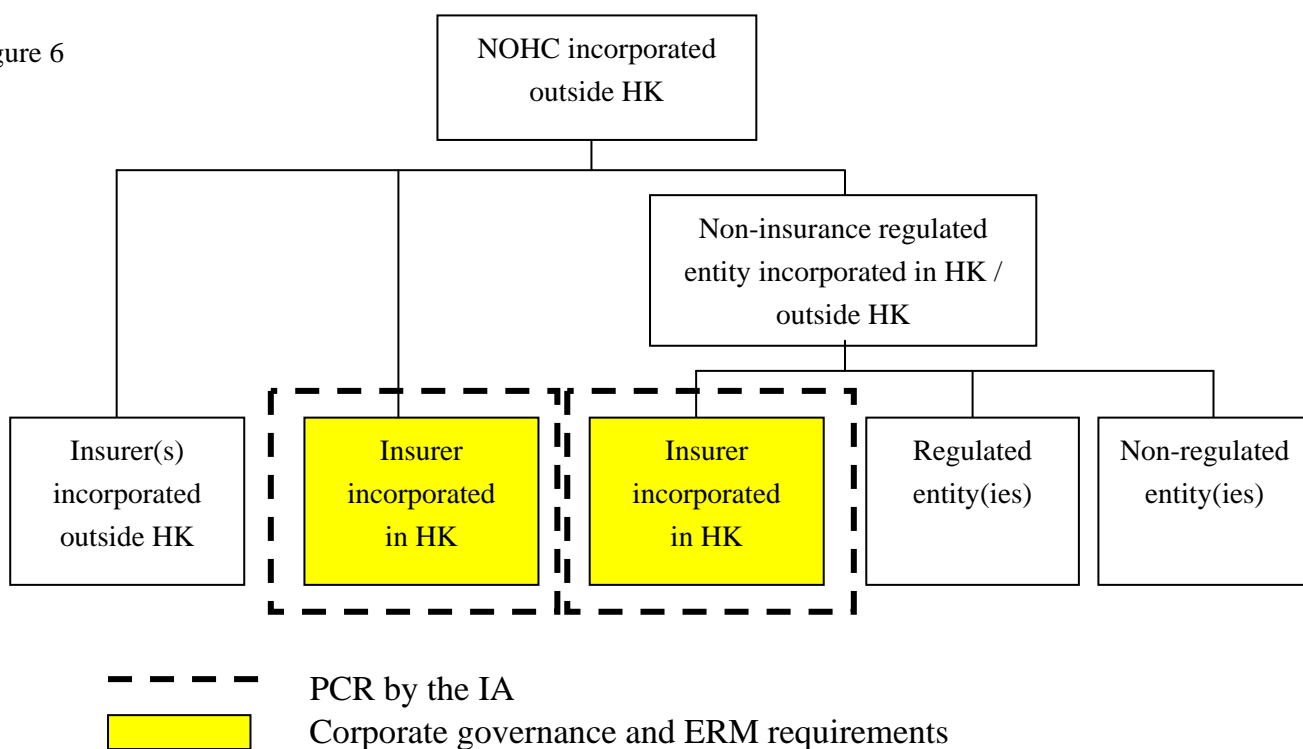 gure 6
NOHC incorporated
outside HK
Non-insurance regulated
entity incorporated in HK /
outside HK
Insurer(s)
incorporated
outside HK
Insurer
incorporated
in HK
Insurer
incorporated
in HK
Regulated
entity(ies)
Non-regulated
entity(ies)
PCR by the IA
Corporate governance and ERM requirements